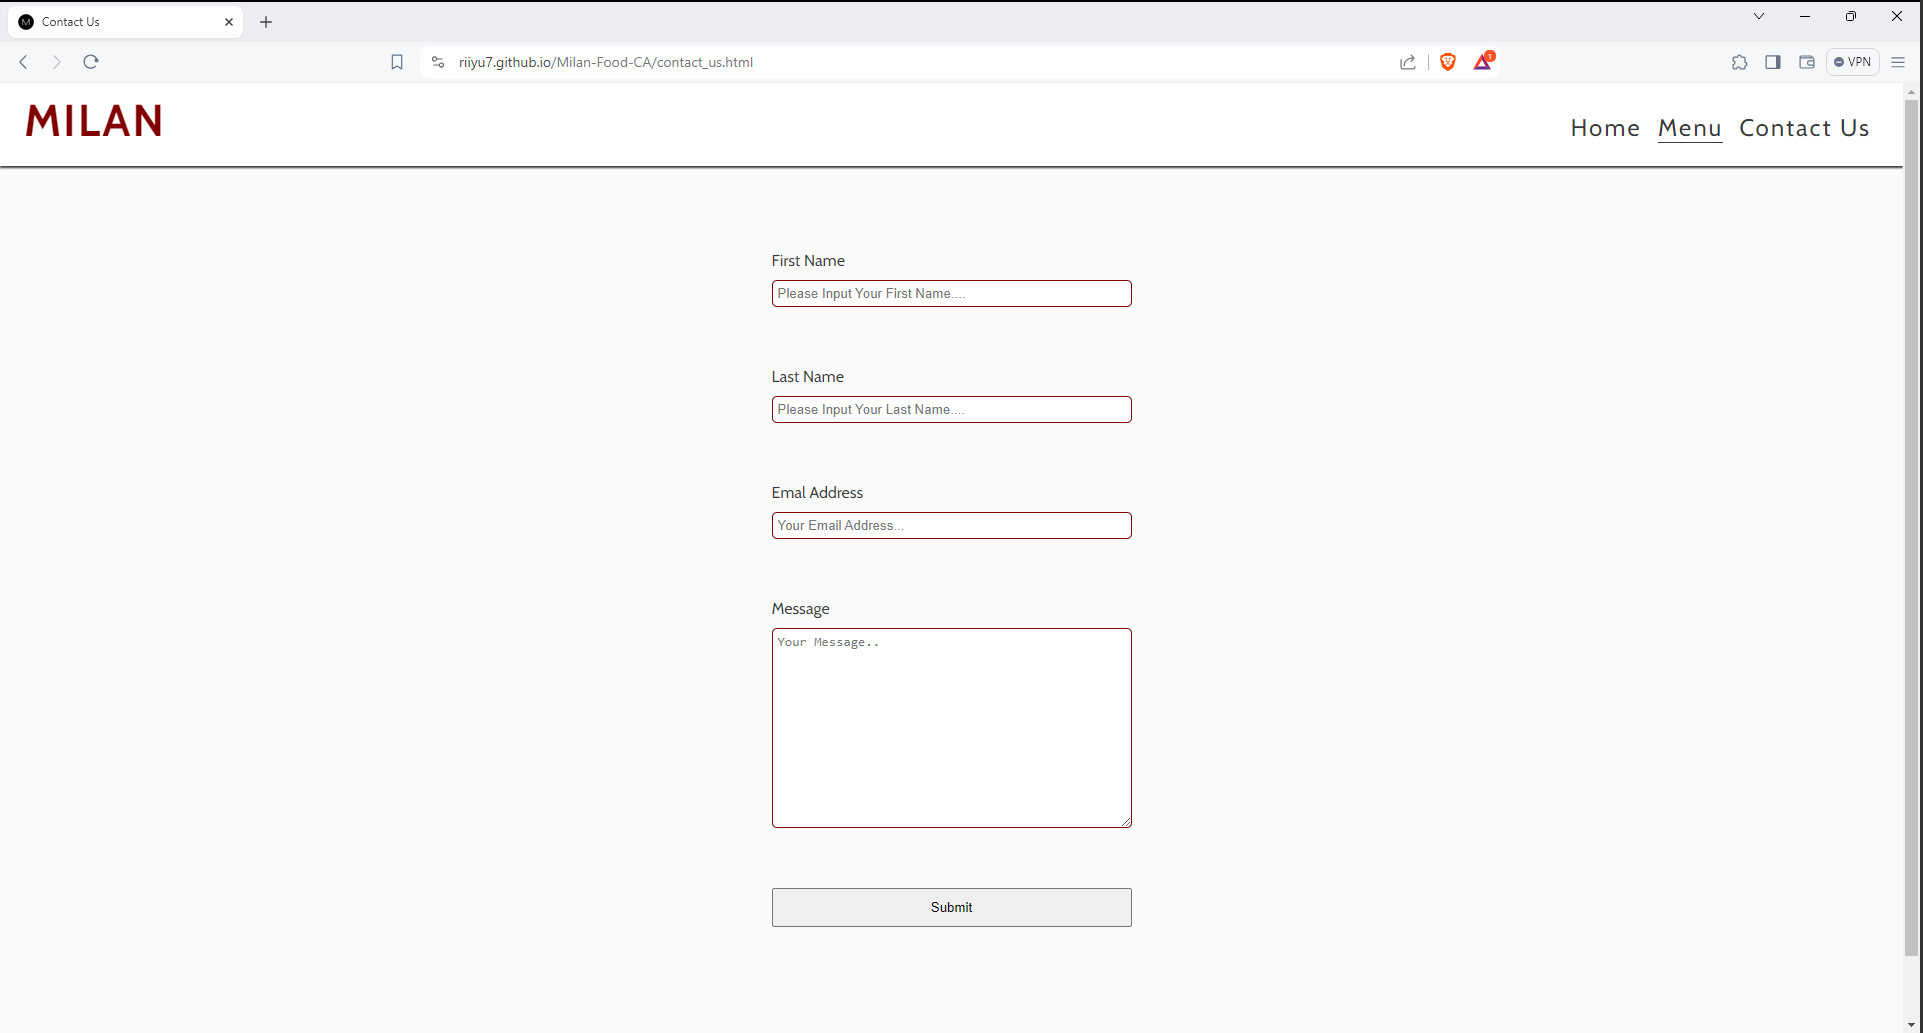 Contact Us
riiyu7.github.io/Milan-Food-CA/contact_us.html
1
VPN
MILAN
Home Menu Contact Us
First Name
Please Input Your First Name....
Last Name
Please Input Your Last Name....
Emal Address
Your Email Address...
Message
Your Message..
Submit